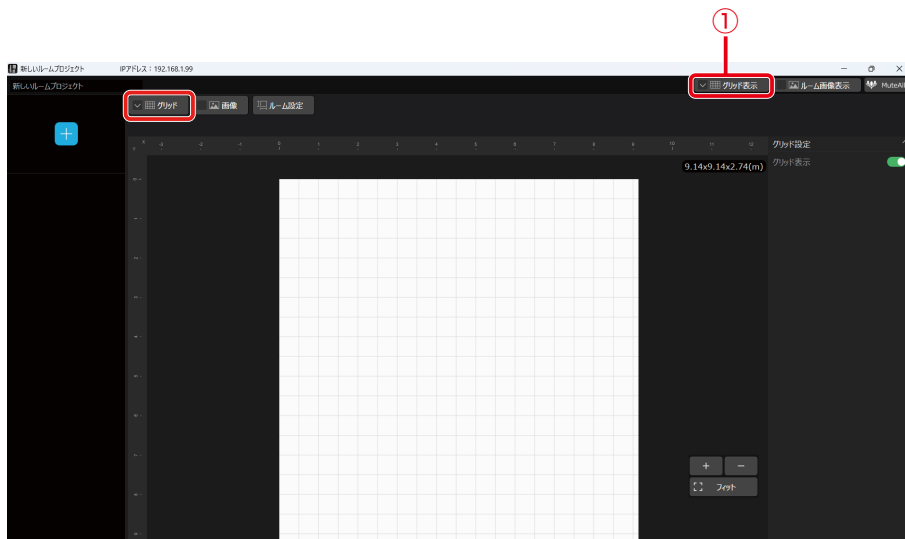 ①
新しいルームプロジェクト IPアドレス：192.168.1.99
新しいルームプロジェクト グリッド表示 ルーム画像表示 MuteAll
グリッド 画像 ルーム設定
グリッド設定
9.14x9.14x2.74(m) グリッド表示
フィット